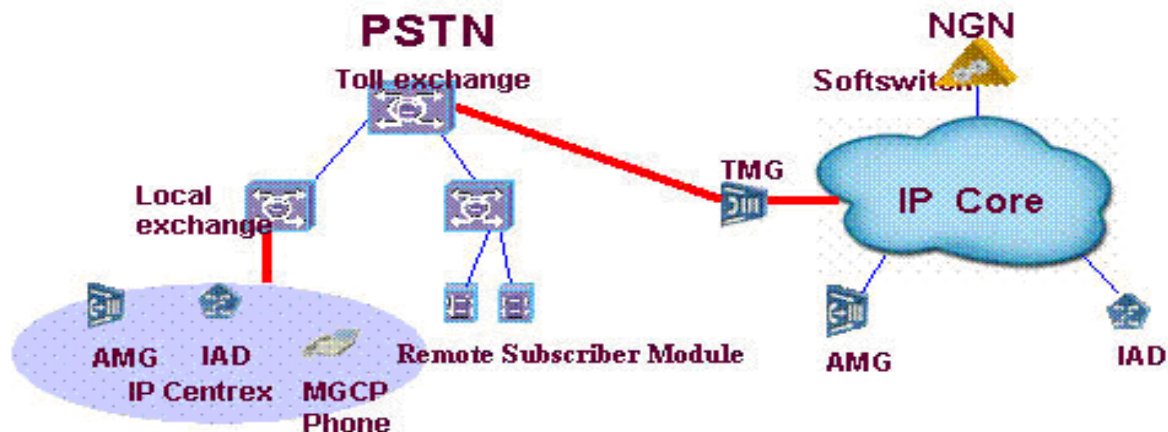 PSTN
NGN
Toll exchange
Softswitch
TMG
IP Core
Local
exchange
AMG
IAD
IP Centrex
MGCP
Phone
Remote Subscriber Module
AMG
IAD